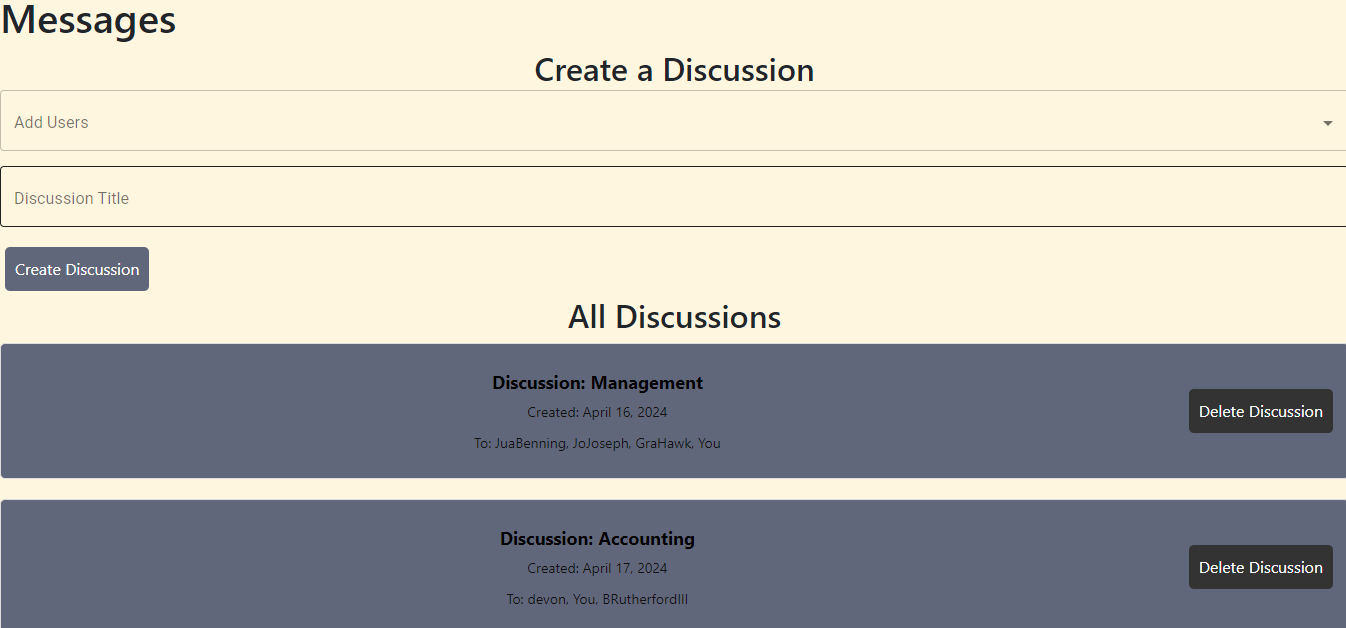 Messages
Create a Discussion
Add Users
Discussion Title
Create Discussion
All Discussions
Discussion: Management
Created: April 16, 2024
To: JuaBenning, JoJoseph, GraHawk, You
Delete Discussion
Discussion: Accounting
Created: April 17, 2024
To: devon, You, BRutherfordIII
Delete Discussion